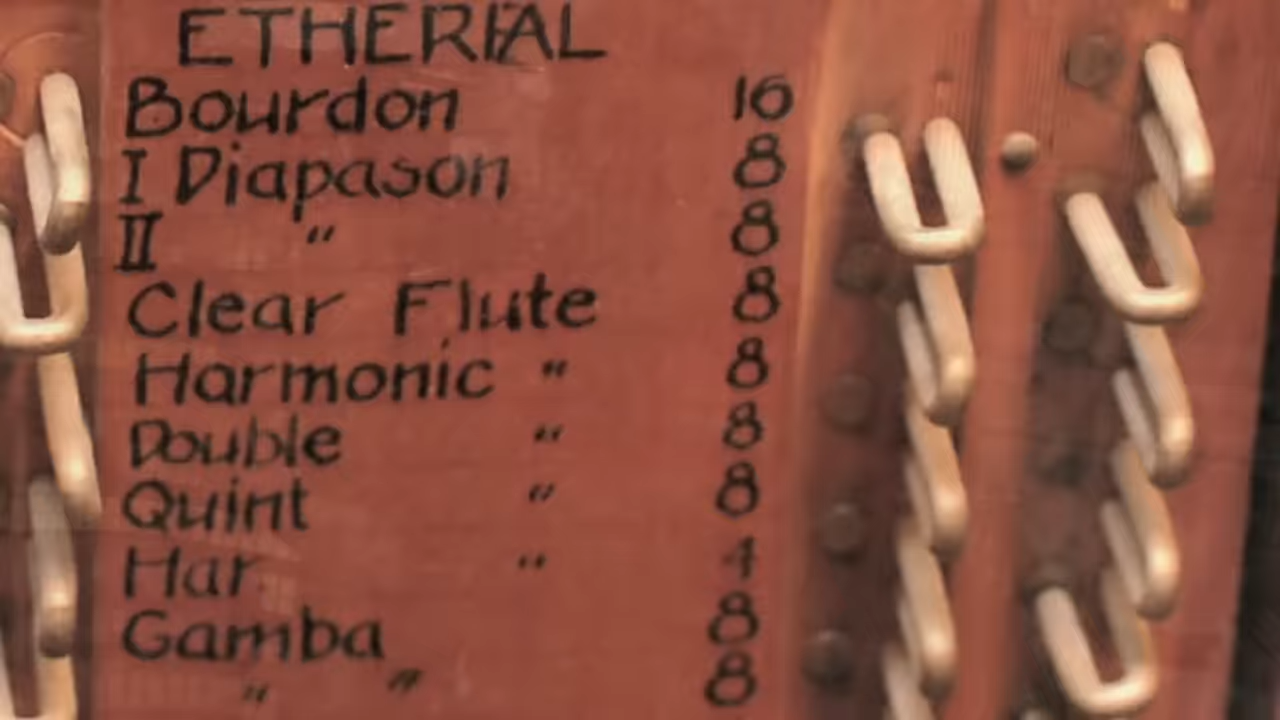 ETHEREAL
Bourdon 16
I Diapason 8
II " 8
Clear Flute 8
Harmonic " 8
Double " 8
Quint " 8
Har " 4
Gamba 8
" " 8